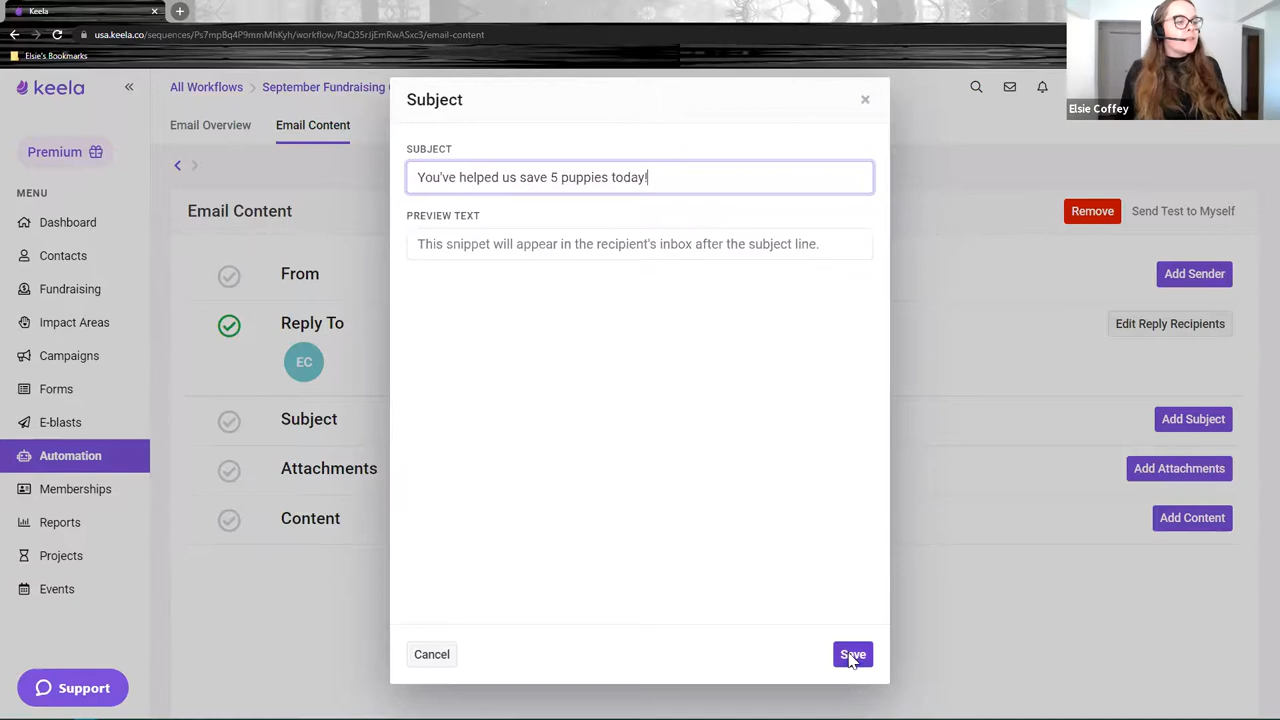 Keela
usa.keela.co/sequences/Ps7mpBq4P9mmMhKyh/workflow/RaQ35rJjEmRwASxc3/email-content
Elsie's Bookmarks
keela
Premium
MENU
Dashboard
Contacts
Fundraising
Impact Areas
Campaigns
Forms
E-blasts
Automation
Memberships
Reports
Projects
Events
Support
All Workflows
September Fundraising
Email Overview
Email Content
Email Content
Remove
Send Test to Myself
From
Add Sender
Reply To
EC
Edit Reply Recipients
Subject
Add Subject
Attachments
Add Attachments
Content
Add Content
Subject
SUBJECT
You've helped us save 5 puppies today!
PREVIEW TEXT
This snippet will appear in the recipient's inbox after the subject line.
Cancel
Save
Elsie Coffey